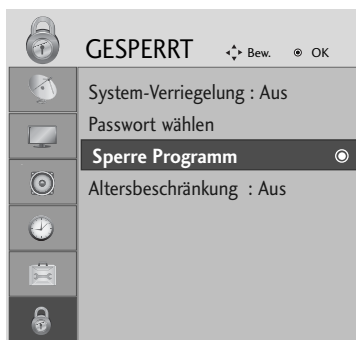 GESPERRT Bew. OK
System-Verriegelung : Aus
Passwort wählen
Sperre Programm
Altersbeschränkung : Aus